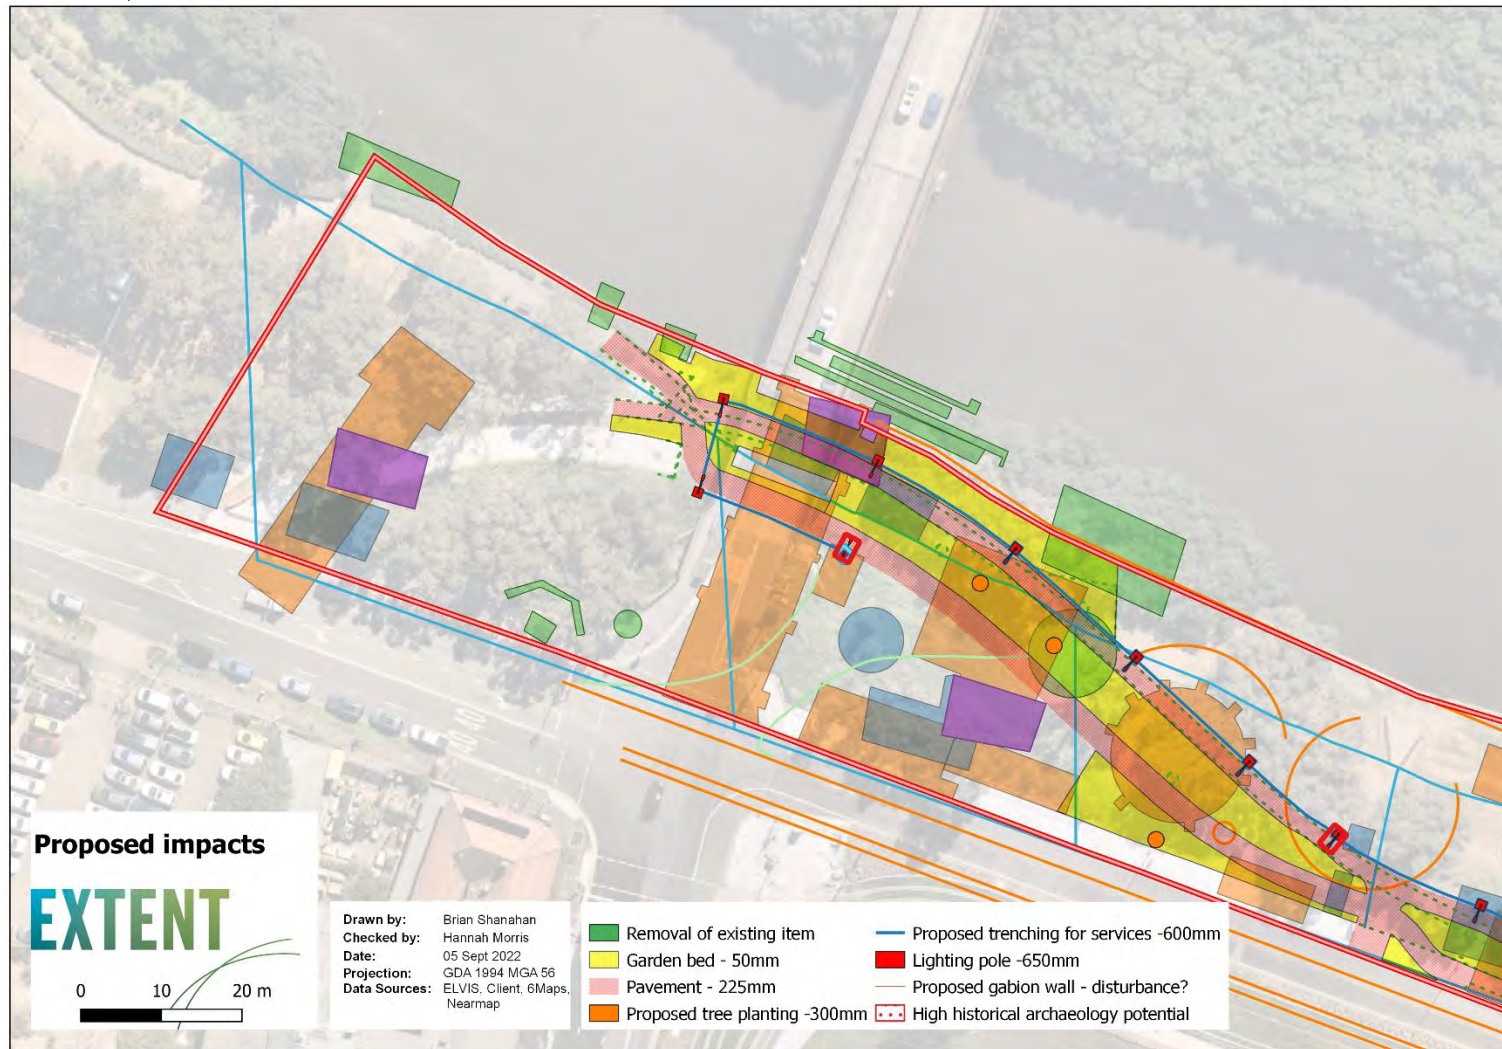 Proposed impacts
EXTENT
0 10 20 m
Drawn by: Brian Shanahan
Checked by: Hannah Morris
Date: 05 Sept 2022
Projection: GDA 1994 MGA 56
Data Sources: ELVIS, Client, 6Maps,
Nearmap
Removal of existing item
Garden bed - 50mm
Pavement - 225mm
Proposed tree planting -300mm
Proposed trenching for services -600mm
Lighting pole -650mm
Proposed gabion wall - disturbance?
High historical archaeology potential